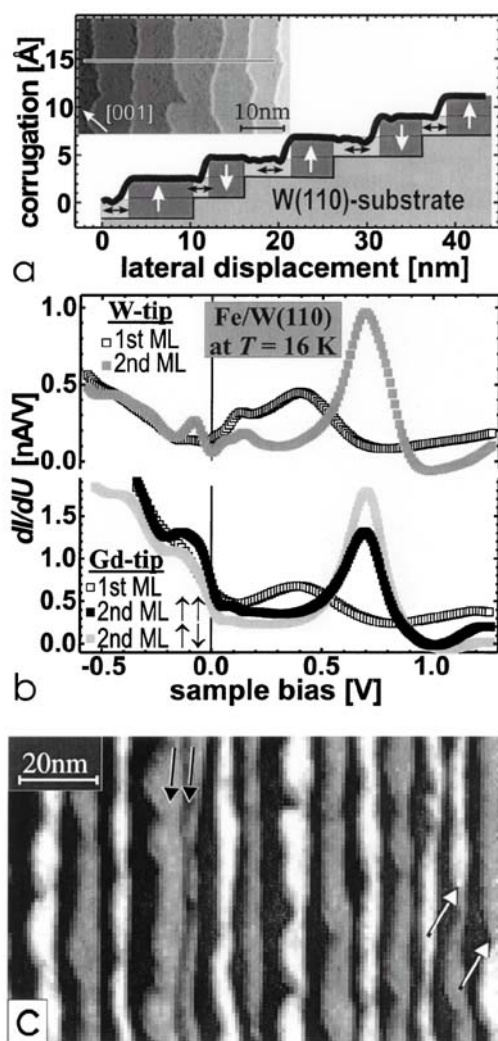 corrugation [Å]
15
10
5
0
[001]
10nm
W(110)-substrate
0 10 20 30 40
lateral displacement [nm]
a
dI/dU [nA/V]
1.0
0.5
0.0
W-tip
1st ML
2nd ML
Fe/W(110)
at T = 16 K
1.5
1.0
0.5
0.0
Gd-tip
1st ML
2nd ML ↑↑
2nd ML ↑↓
-0.5 0 0.5 1.0
sample bias [V]
b
20nm
c